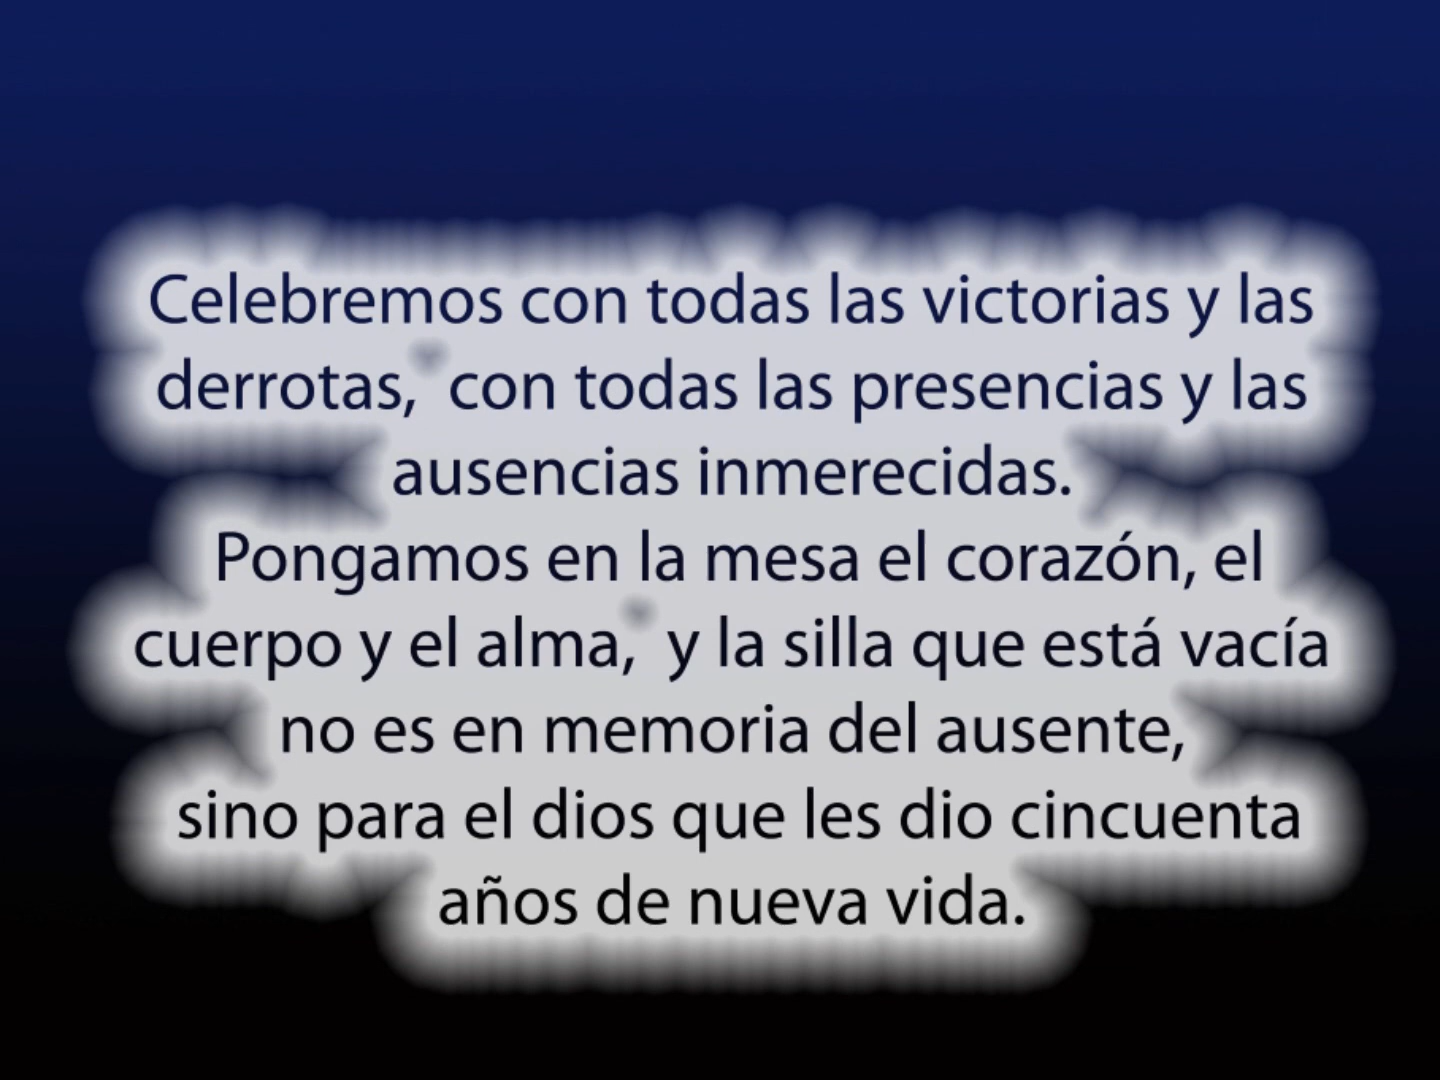 Celebremos con todas las victorias y las
derrotas, con todas las presencias y las
ausencias inmerecidas.
Pongamos en la mesa el corazón, el
cuerpo y el alma, y la silla que está vacía
no es en memoria del ausente,
sino para el dios que les dio cincuenta
años de nueva vida.